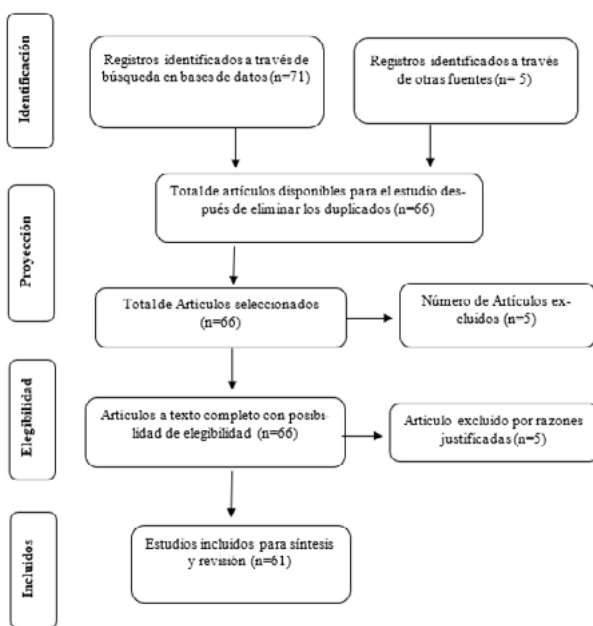 Identificación
Registros identificados a través de
búsqueda en bases de datos (n=71)
Registros identificados a través
de otras fuentes (n= 5)
Proyección
Total de artículos disponibles para el estudio des-
pués de eliminar los duplicados (n=66)
Total de Artículos seleccionados
(n=66)
Número de Artículos ex-
cluidos (n=5)
Elegibilidad
Artículos a texto completo con posibi-
lidad de elegibilidad (n=66)
Artículo excluido por razones
justificadas (n=5)
Incluidos
Estudios incluidos para síntesis
y revisión (n=61)